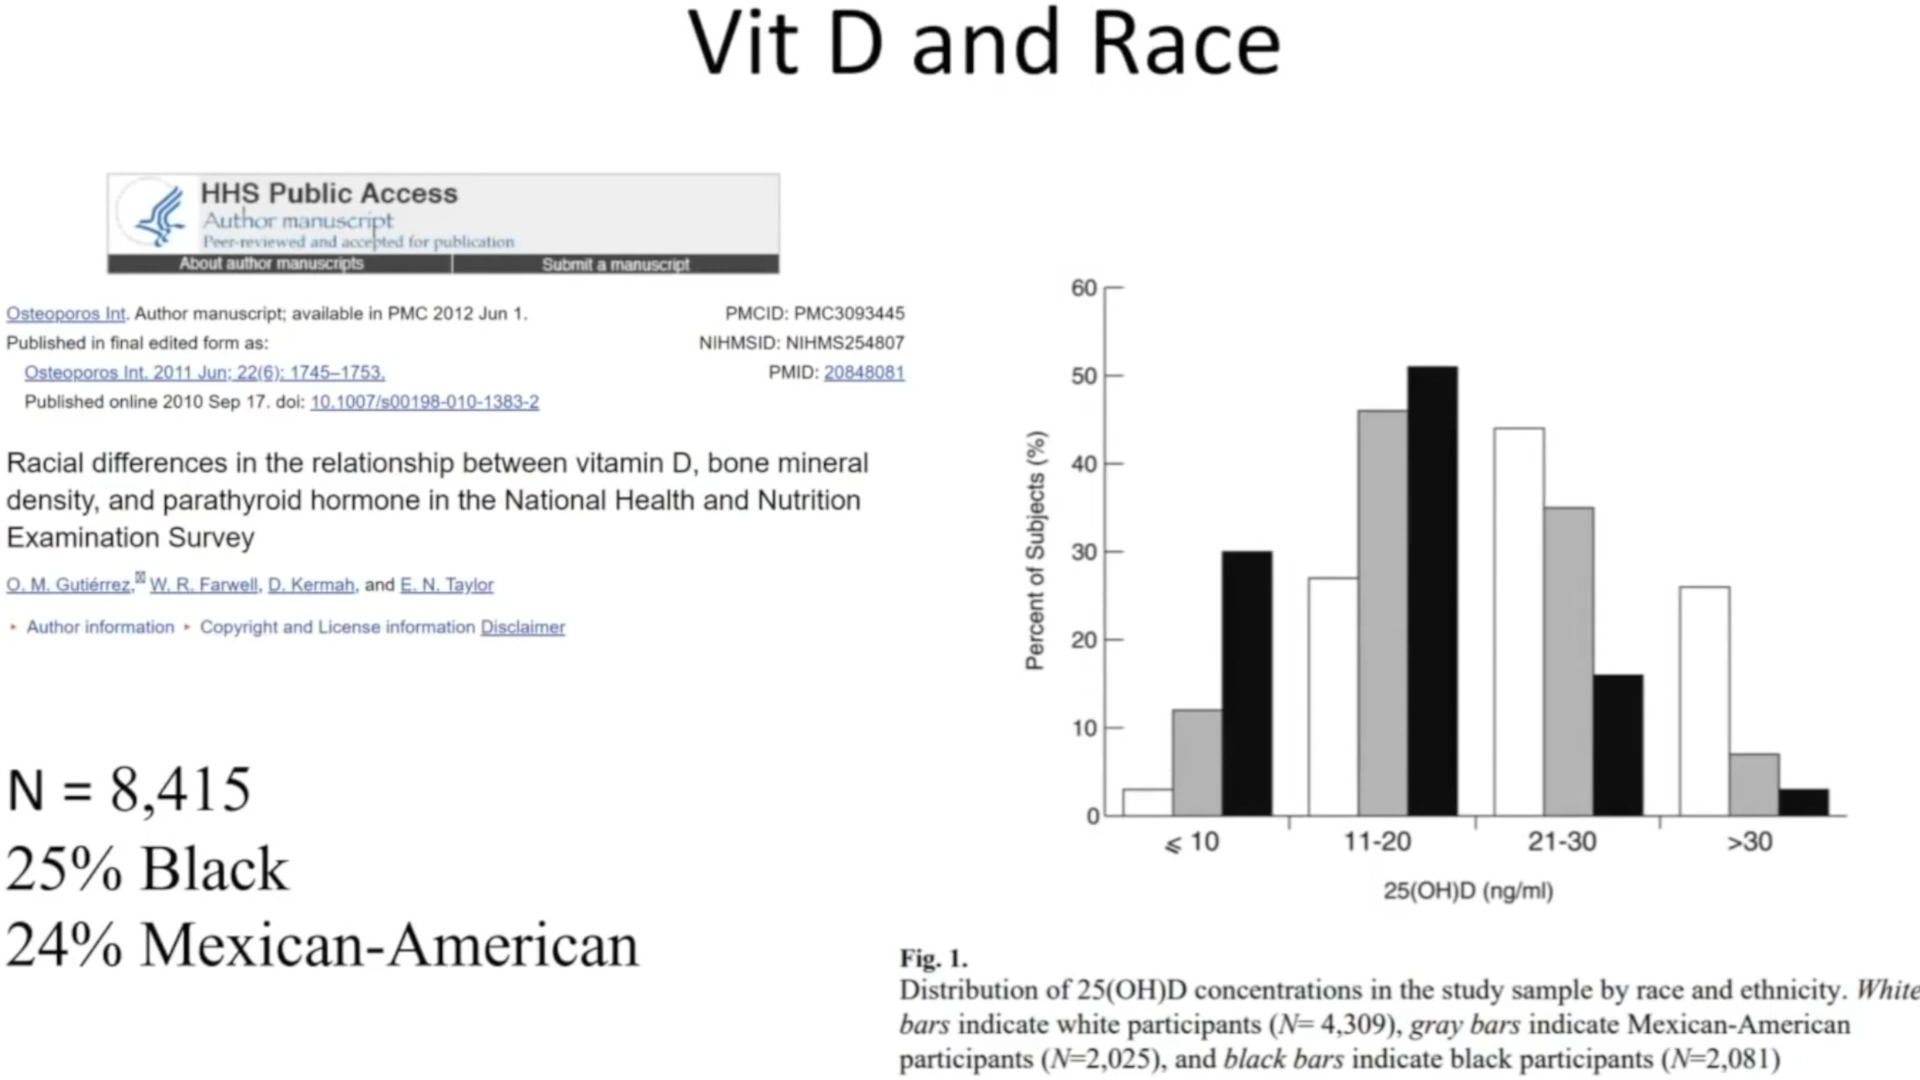 Vit D and Race
HHS Public Access
Author manuscript
Peer-reviewed and accepted for publication
About author manuscripts Submit a manuscript
Osteoporos Int. Author manuscript; available in PMC 2012 Jun 1.
Published in final edited form as:
Osteoporos Int. 2011 Jun; 22(6): 1745–1753.
Published online 2010 Sep 17. doi: 10.1007/s00198-010-1383-2
PMCID: PMC3093445
NIHMSID: NIHMS254807
PMID: 20848081
Racial differences in the relationship between vitamin D, bone mineral
density, and parathyroid hormone in the National Health and Nutrition
Examination Survey
O. M. Gutiérrez, W. R. Farwell, D. Kermah, and E. N. Taylor
Author information Copyright and License information Disclaimer
N = 8,415
25% Black
24% Mexican-American
Percent of Subjects (%)
60
50
40
30
20
10
0
≤ 10 11-20 21-30 >30
25(OH)D (ng/ml)
Fig. 1.
Distribution of 25(OH)D concentrations in the study sample by race and ethnicity. White
bars indicate white participants (N= 4,309), gray bars indicate Mexican-American
participants (N=2,025), and black bars indicate black participants (N=2,081)